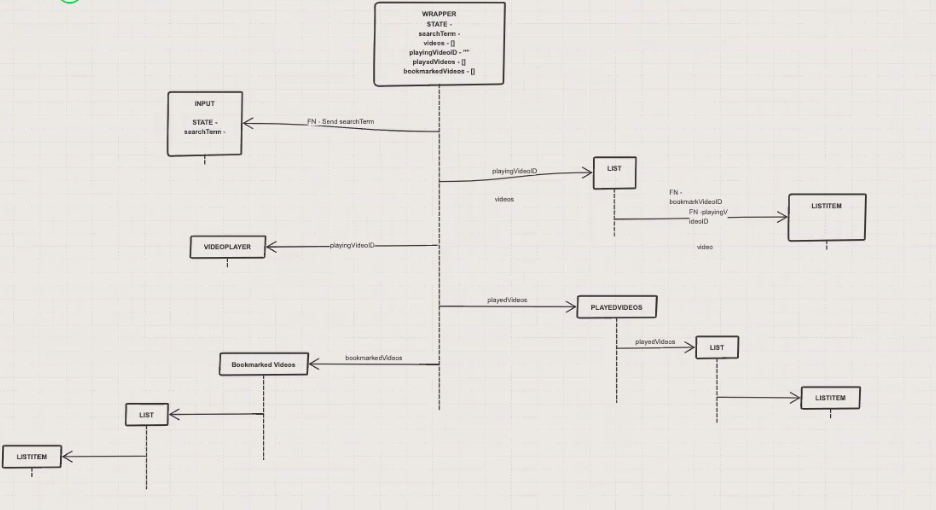 WRAPPER
STATE -
searchTerm -
videos - []
playingVideoID - ""
playedVideos - []
bookmarkedVideos - []
INPUT
STATE -
searchTerm -
FN - Send searchTerm
playingVideoID
videos
LIST
FN -
bookmarkVideoID
FN -playingV
ideoID
video
LISTITEM
VIDEOPLAYER
playingVideoID
playedVideos
PLAYEDVIDEOS
playedVideos
LIST
LISTITEM
bookmarkedVideos
Bookmarked Videos
LIST
LISTITEM